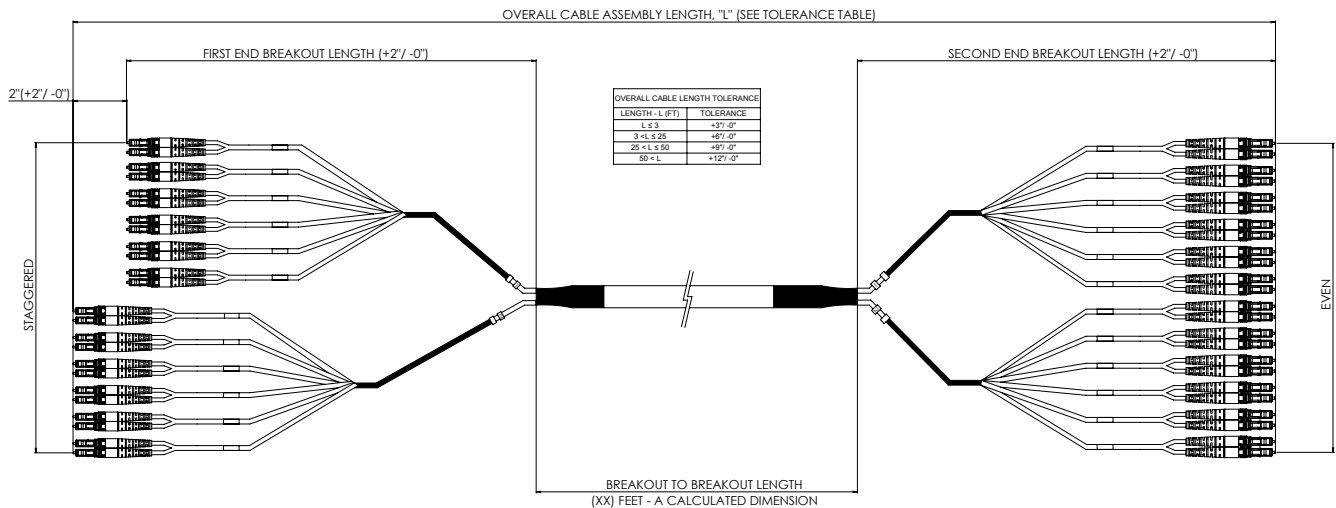 OVERALL CABLE ASSEMBLY LENGTH, "L" (SEE TOLERANCE TABLE)
FIRST END BREAKOUT LENGTH (+2"/ -0")
SECOND END BREAKOUT LENGTH (+2"/ -0")
2"(+2"/ -0")
OVERALL CABLE LENGTH TOLERANCE
LENGTH - L (FT) TOLERANCE
L ≤ 3 +3"/ -0"
3 <L ≤ 25 +6"/ -0"
25 < L ≤ 50 +9"/ -0"
50 < L +12"/ -0"
STAGGERED
EVEN
BREAKOUT TO BREAKOUT LENGTH
(XX) FEET - A CALCULATED DIMENSION